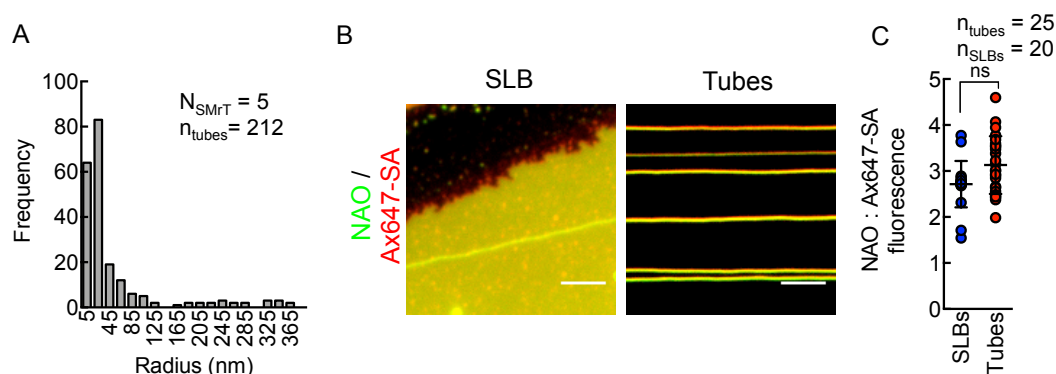 A
Frequency
100
80
60
40
20
0
N_SMrT = 5
n_tubes= 212
5
45
85
125
165
205
245
285
325
365
Radius (nm)
B
NAO /
Ax647-SA
SLB
Tubes
C
n_tubes = 25
n_SLBs = 20
ns
NAO : Ax647-SA
fluorescence
5
4
3
2
1
0
SLBs
Tubes